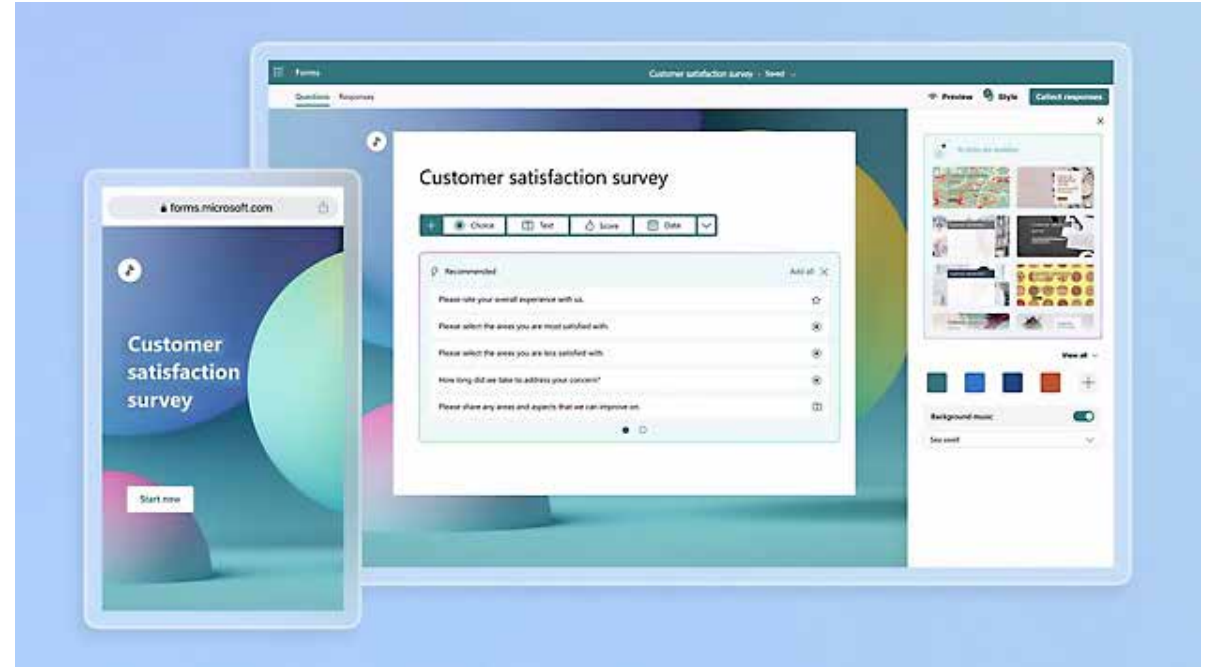 Forms
Customer satisfaction survey - Saved
Questions Responses
Preview Style Collect responses
Customer satisfaction survey
+ Choice Text Score Date
Recommended Add all
Please rate your overall experience with us.
Please select the areas you are most satisfied with.
Please select the areas you are less satisfied with.
How long did we take to address your concern?
Please share any areas and aspects that we can improve on.
View all
Background music
Sea swell
forms.microsoft.com
Customer
satisfaction
survey
Start now